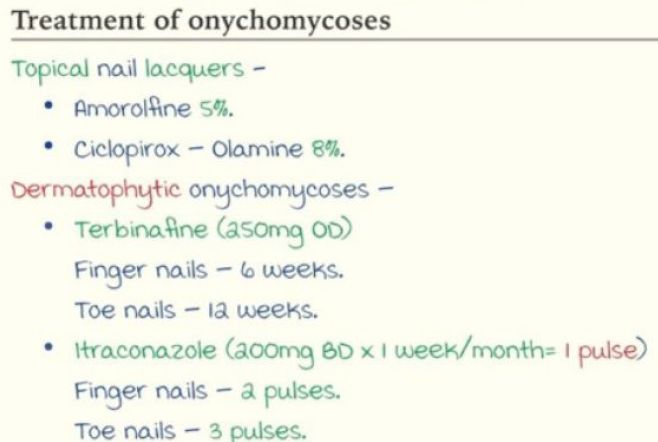 Treatment of onychomycoses
Topical nail lacquers –
• Amorolfine 5%.
• Ciclopirox – Olamine 8%.
Dermatophytic onychomycoses –
• Terbinafine (250mg OD)
Finger nails – 6 weeks.
Toe nails – 12 weeks.
• Itraconazole (200mg BD x 1 week/month= 1 pulse)
Finger nails – 2 pulses.
Toe nails – 3 pulses.